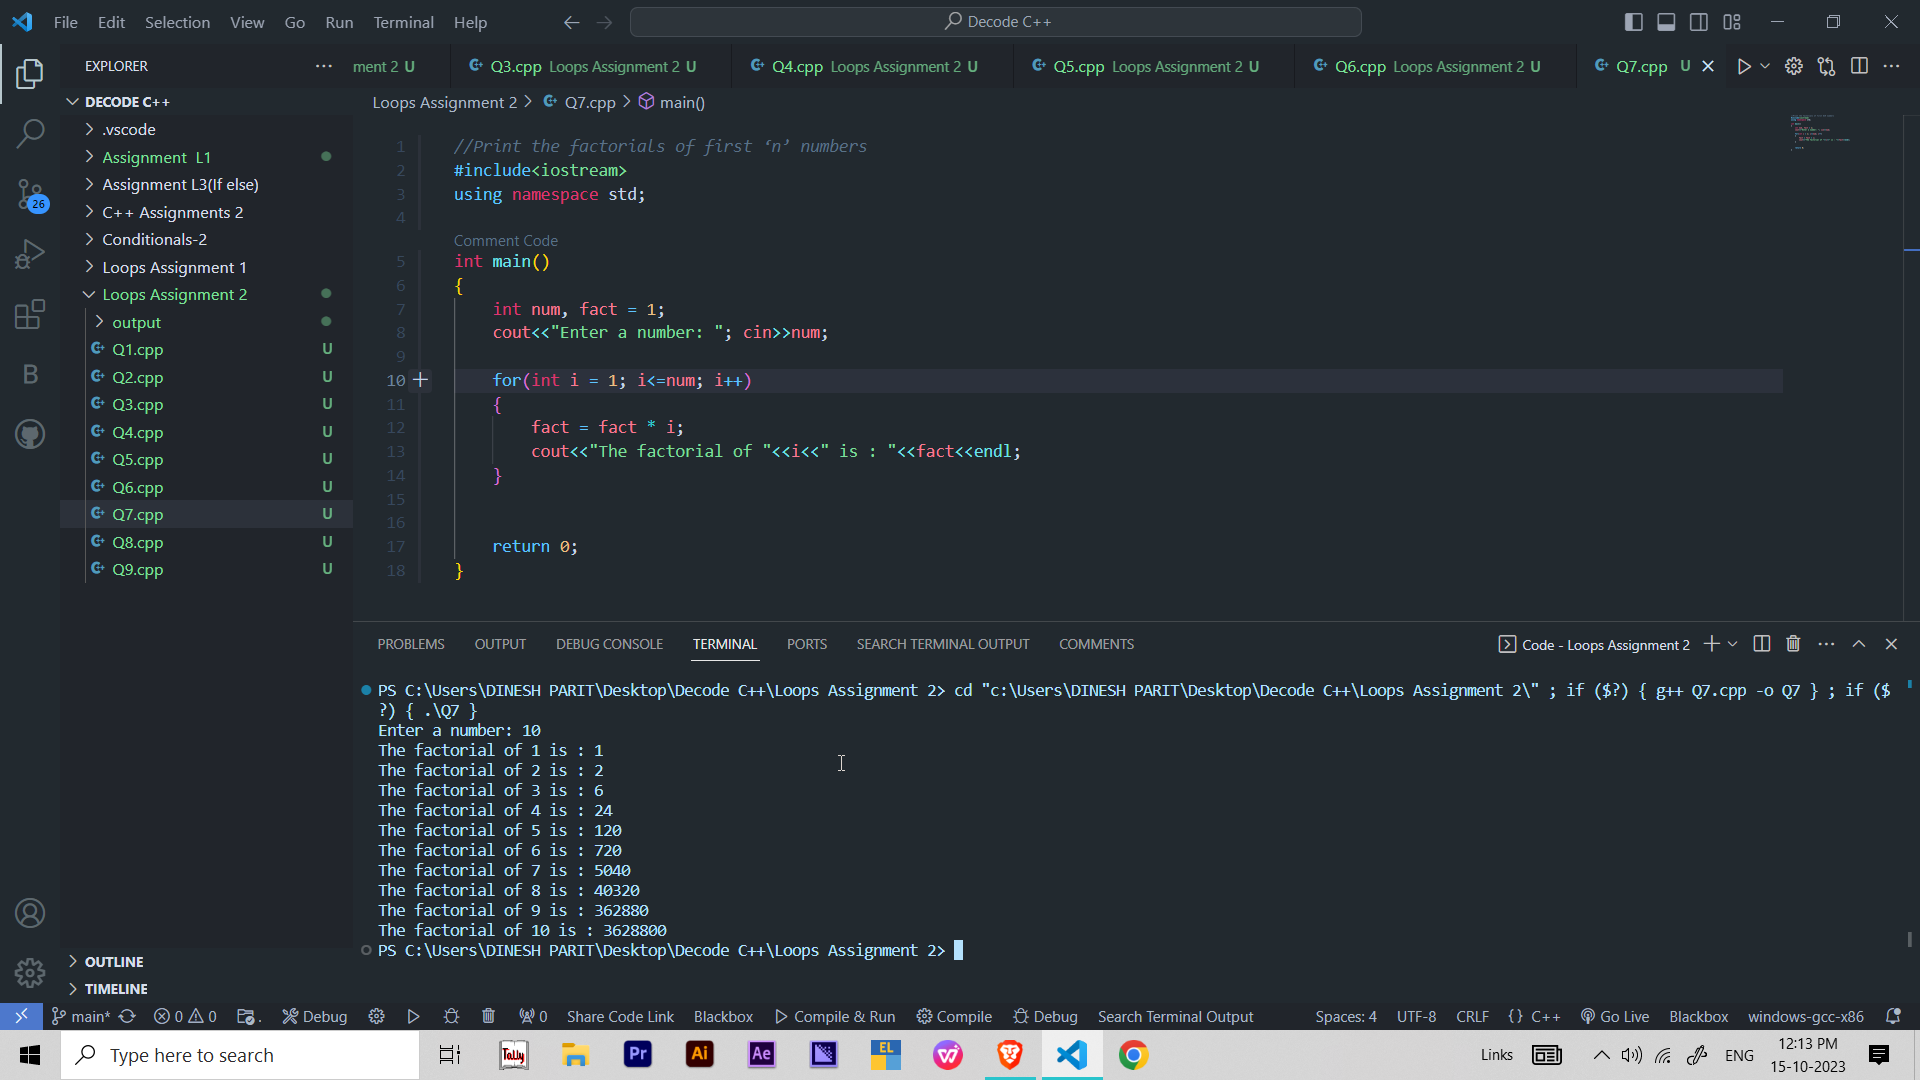 File Edit Selection View Go Run Terminal Help
Decode C++
EXPLORER
ment 2 U
Q3.cpp Loops Assignment 2 U
Q4.cpp Loops Assignment 2 U
Q5.cpp Loops Assignment 2 U
Q6.cpp Loops Assignment 2 U
Q7.cpp U
DECODE C++
.vscode
Assignment L1
Assignment L3(If else)
C++ Assignments 2
Conditionals-2
Loops Assignment 1
Loops Assignment 2
output
Q1.cpp U
Q2.cpp U
Q3.cpp U
Q4.cpp U
Q5.cpp U
Q6.cpp U
Q7.cpp U
Q8.cpp U
Q9.cpp U
OUTLINE
TIMELINE
26
B
Loops Assignment 2 > Q7.cpp > main()
1 //Print the factorials of first ‘n’ numbers
2 #include<iostream>
3 using namespace std;
4
Comment Code
5 int main()
6 {
7 int num, fact = 1;
8 cout<<"Enter a number: "; cin>>num;
9
10 for(int i = 1; i<=num; i++)
11 {
12 fact = fact * i;
13 cout<<"The factorial of "<<i<<" is : "<<fact<<endl;
14 }
15
16
17 return 0;
18 }
PROBLEMS OUTPUT DEBUG CONSOLE TERMINAL PORTS SEARCH TERMINAL OUTPUT COMMENTS
Code - Loops Assignment 2
PS C:\Users\DINESH PARIT\Desktop\Decode C++\Loops Assignment 2> cd "c:\Users\DINESH PARIT\Desktop\Decode C++\Loops Assignment 2\" ; if ($?) { g++ Q7.cpp -o Q7 } ; if ($
?) { .\Q7 }
Enter a number: 10
The factorial of 1 is : 1
The factorial of 2 is : 2
The factorial of 3 is : 6
The factorial of 4 is : 24
The factorial of 5 is : 120
The factorial of 6 is : 720
The factorial of 7 is : 5040
The factorial of 8 is : 40320
The factorial of 9 is : 362880
The factorial of 10 is : 3628800
PS C:\Users\DINESH PARIT\Desktop\Decode C++\Loops Assignment 2>
main* 0 0 . Debug 0 Share Code Link Blackbox Compile & Run Compile Debug Search Terminal Output Spaces: 4 UTF-8 CRLF {} C++ Go Live Blackbox windows-gcc-x86
Type here to search
Tally
Pr
Ai
Ae
EL
Links
ENG
12:13 PM
15-10-2023